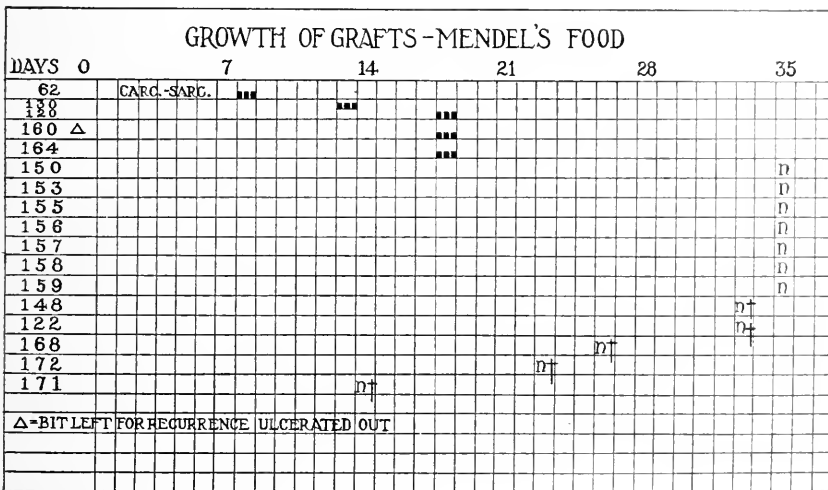 GROWTH OF GRAFTS-MENDEL'S FOOD
DAYS 0 7 14 21 28 35
62 CARC.-SARC.
130
120
160 Δ
164
150 n
153 n
155 n
156 n
157 n
158 n
159 n
148 n†
122 n†
168 n†
172 n†
171 n†
Δ=BIT LEFT FOR RECURRENCE ULCERATED OUT